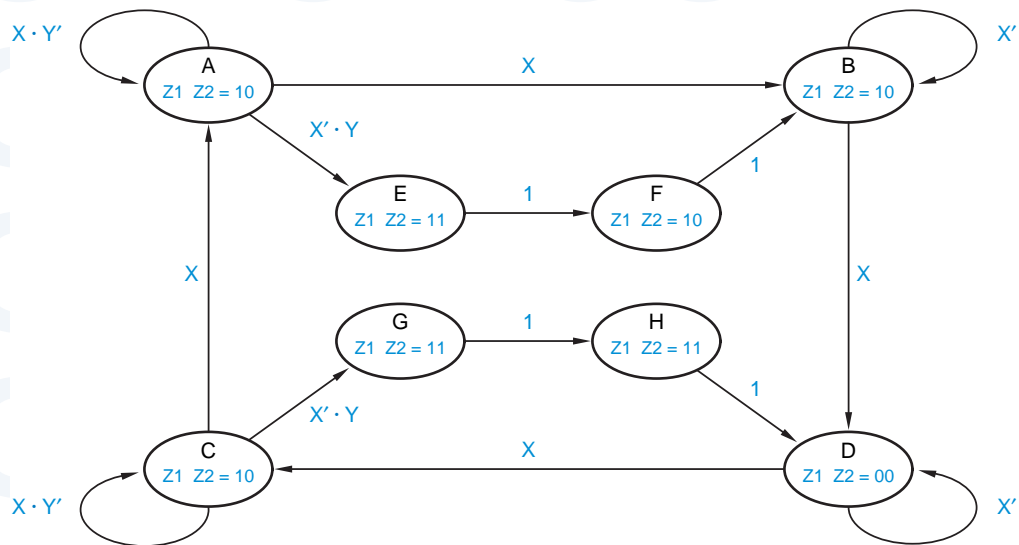 X · Y′
A
Z1 Z2 = 10
X
B
Z1 Z2 = 10
X′
X′ · Y
1
E
Z1 Z2 = 11
1
F
Z1 Z2 = 10
X
X
G
Z1 Z2 = 11
1
H
Z1 Z2 = 11
X′ · Y
1
X · Y′
C
Z1 Z2 = 10
X
D
Z1 Z2 = 00
X′